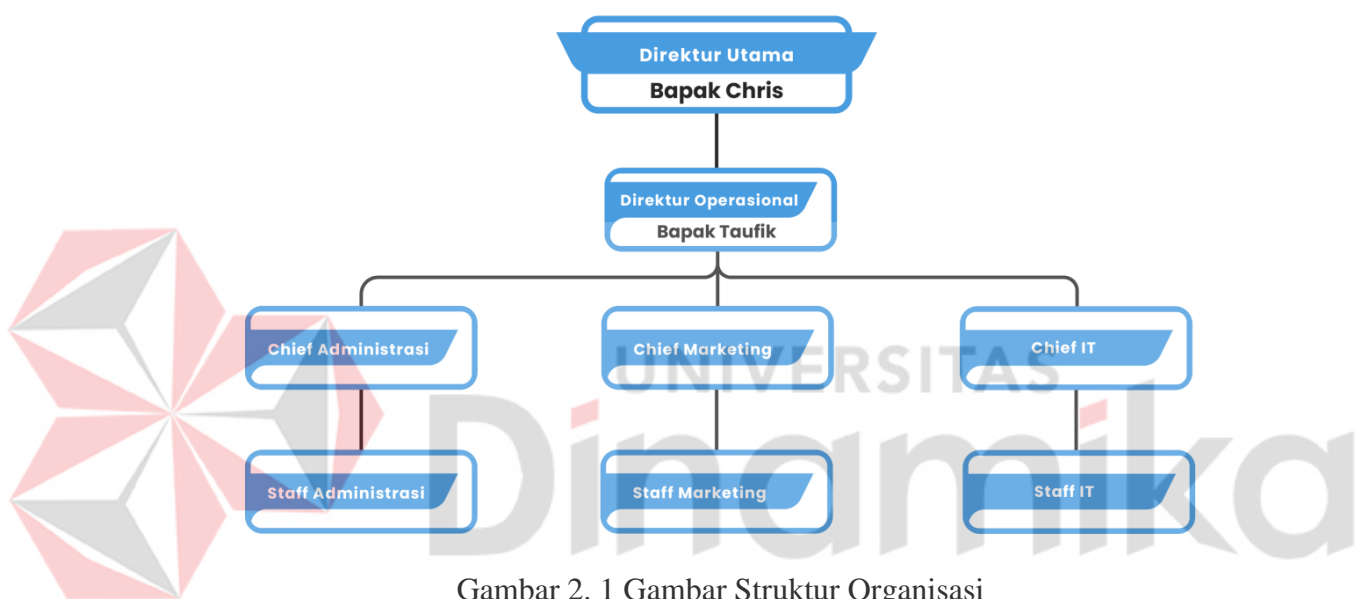 Direktur Utama
Bapak Chris
Direktur Operasional
Bapak Taufik
Chief Administrasi
Chief Marketing
Chief IT
UNIVERSITAS
Dinamika
Staff Administrasi
Staff Marketing
Staff IT
Gambar 2. 1 Gambar Struktur Organisasi